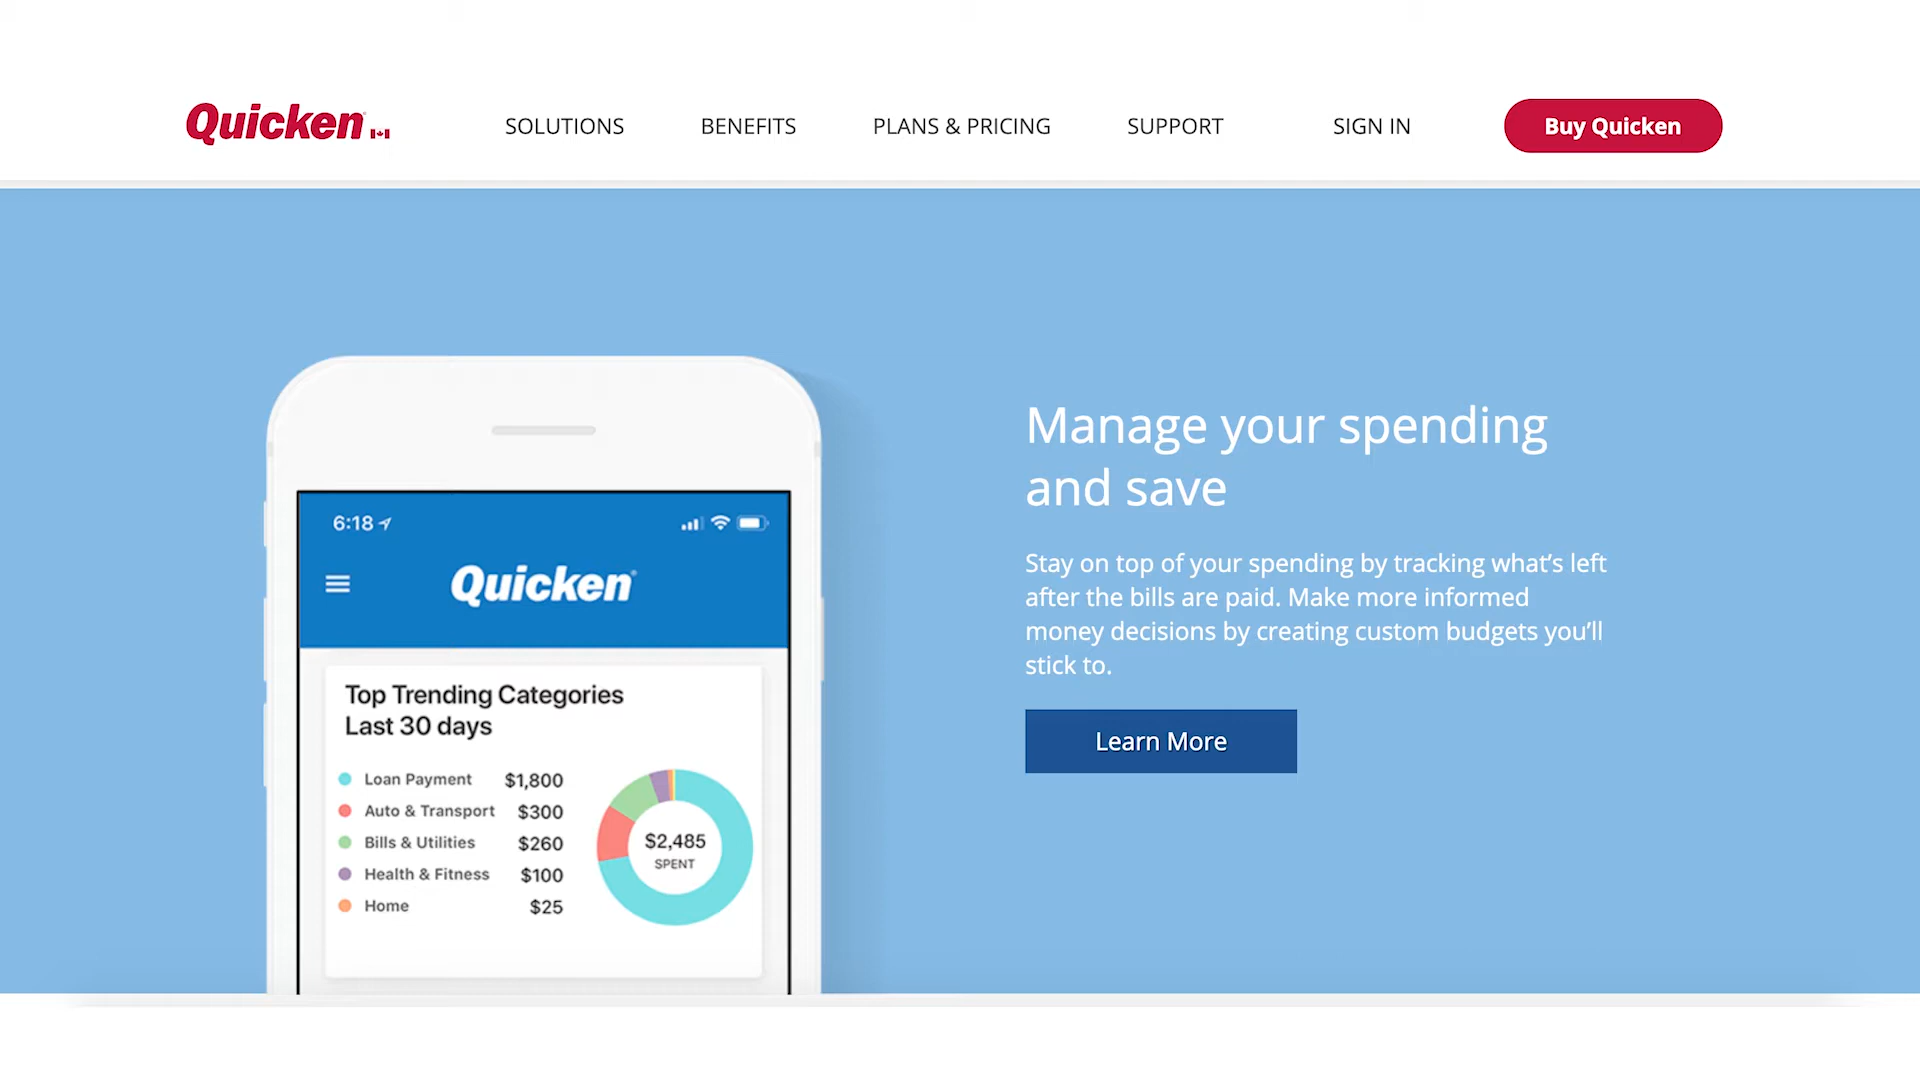 Quicken
SOLUTIONS
BENEFITS
PLANS & PRICING
SUPPORT
SIGN IN
Buy Quicken
6:18
Quicken
Top Trending Categories
Last 30 days
Loan Payment $1,800
Auto & Transport $300
Bills & Utilities $260
Health & Fitness $100
Home $25
$2,485
SPENT
Manage your spending
and save
Stay on top of your spending by tracking what’s left
after the bills are paid. Make more informed
money decisions by creating custom budgets you’ll
stick to.
Learn More